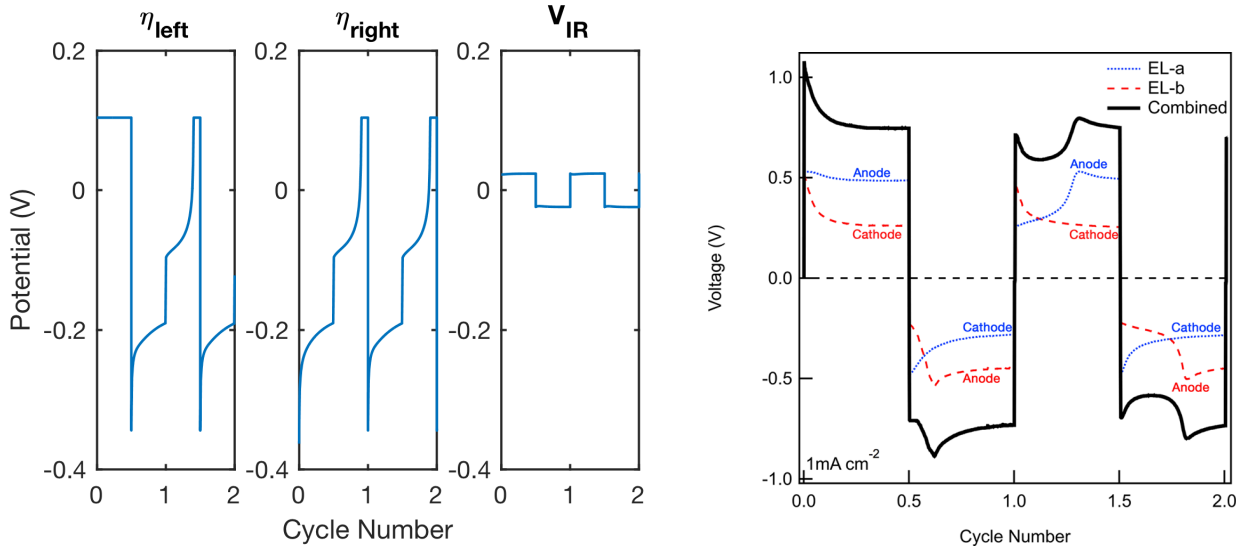 ηleft
ηright
VIR
Potential (V)
0.2
0
-0.2
-0.4
0
1
2
0.2
0
-0.2
-0.4
0
1
2
0.2
0
-0.2
-0.4
0
1
2
Cycle Number
Voltage (V)
1.0
0.5
0.0
-0.5
-1.0
EL-a
EL-b
Combined
Anode
Cathode
Anode
Cathode
Cathode
Anode
Cathode
Anode
1mA cm-2
0.0
0.5
1.0
1.5
2.0
Cycle Number